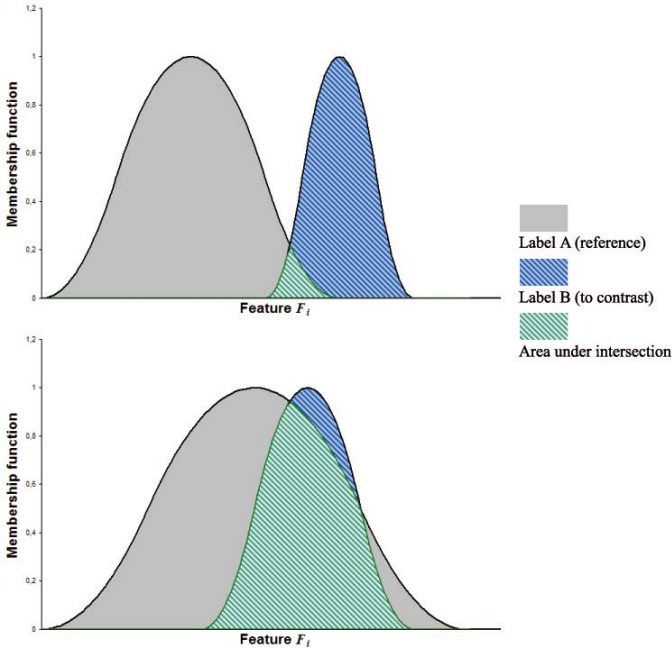 1,2
1
0,8
0,6
0,4
0,2
0
Membership function
Feature Fi
Label A (reference)
Label B (to contrast)
Area under intersection
1,2
1
0,8
0,6
0,4
0,2
0
Membership function
Feature Fi